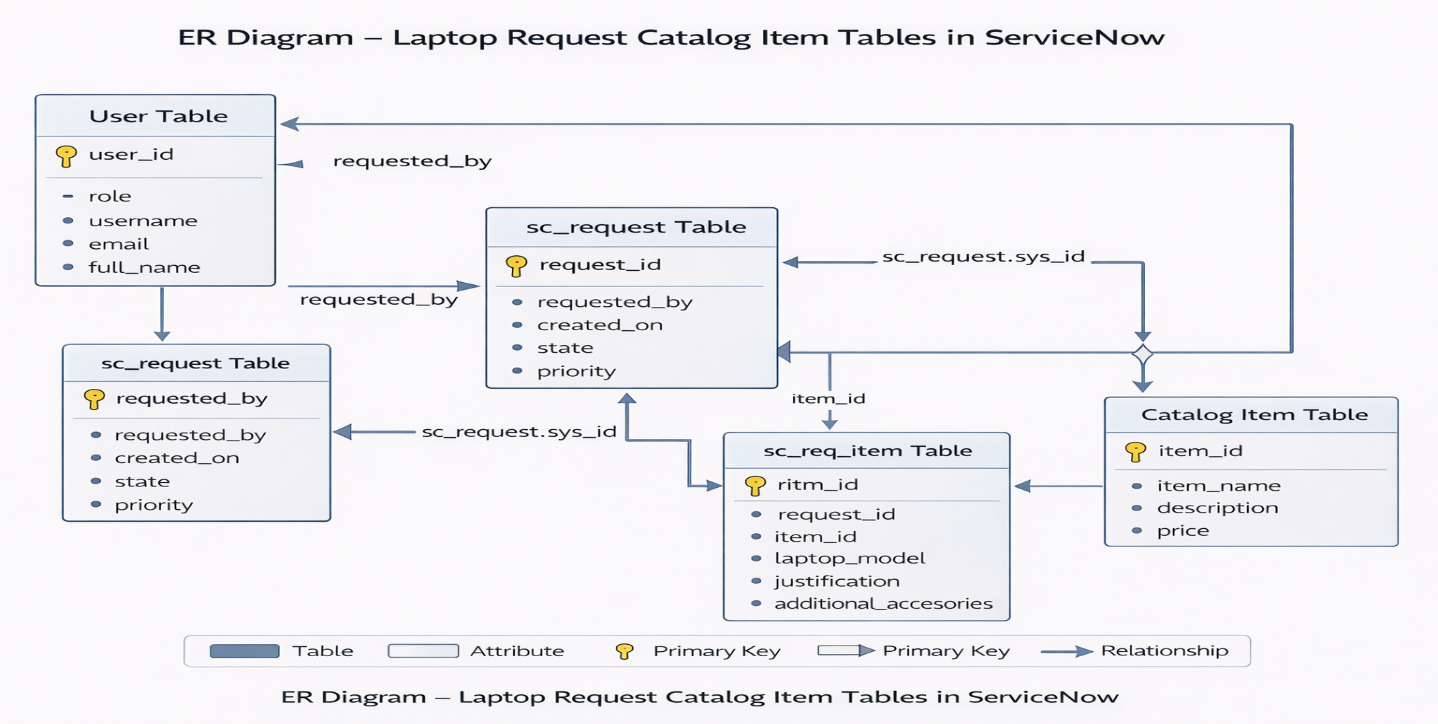 ER Diagram – Laptop Request Catalog Item Tables in ServiceNow
User Table
user_id
role
username
email
full_name
requested_by
requested_by
sc_request Table
request_id
requested_by
created_on
state
priority
sc_request.sys_id
sc_request Table
requested_by
requested_by
created_on
state
priority
sc_request.sys_id
item_id
sc_req_item Table
ritm_id
request_id
item_id
laptop_model
justification
additional_accesories
Catalog Item Table
item_id
item_name
description
price
Table Attribute Primary Key Primary Key Relationship
ER Diagram – Laptop Request Catalog Item Tables in ServiceNow